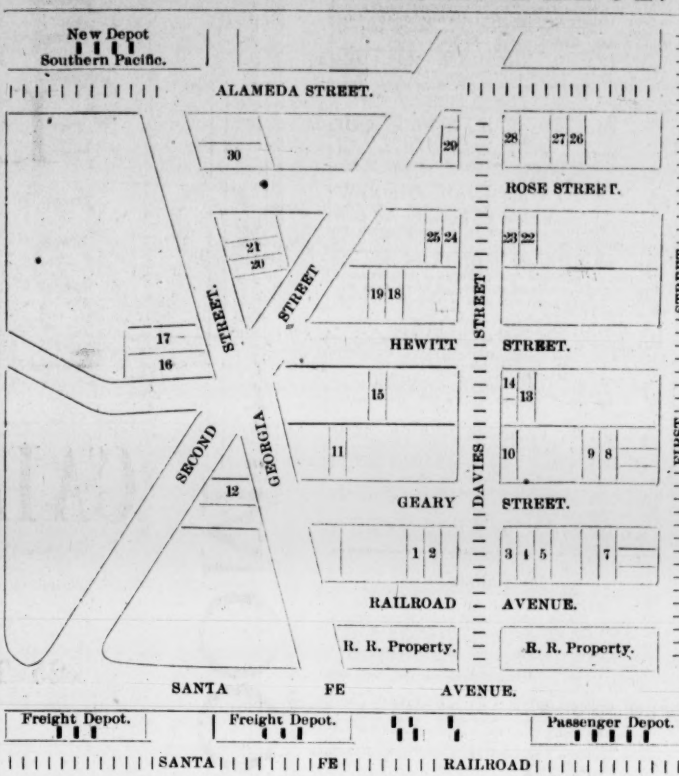 New Depot
Southern Pacific.
ALAMEDA STREET.
30
29
28
27 26
ROSE STREET.
21
20
25 24
23 22
STREET.
STREET
19 18
STREET
STREET
17
16
HEWITT STREET.
15
14
13
SECOND
GEORGIA
11
12
DAVIES
10
9 8
FIRST
GEARY STREET.
1 2
3 4 5
7
RAILROAD AVENUE.
R. R. Property.
R. R. Property.
SANTA FE AVENUE.
Freight Depot.
Freight Depot.
Passenger Depot.
SANTA FE RAILROAD